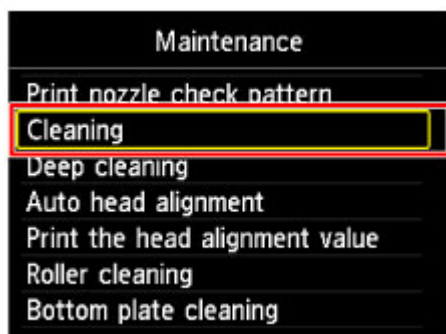 Maintenance
Print nozzle check pattern
Cleaning
Deep cleaning
Auto head alignment
Print the head alignment value
Roller cleaning
Bottom plate cleaning